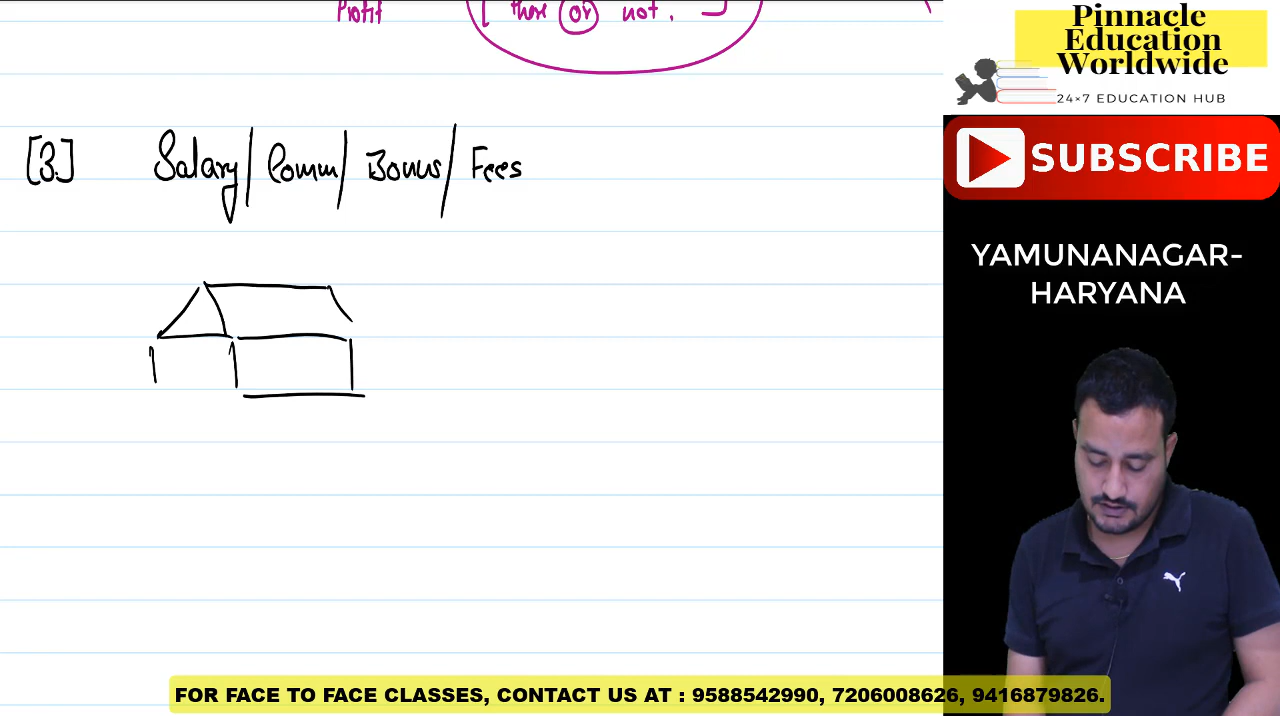 Profit [ there or not. ]
[3.] Salary / Comm / Bonus / Fees
Pinnacle
Education
Worldwide
24×7 EDUCATION HUB
SUBSCRIBE
YAMUNANAGAR-
HARYANA
FOR FACE TO FACE CLASSES, CONTACT US AT : 9588542990, 7206008626, 9416879826.